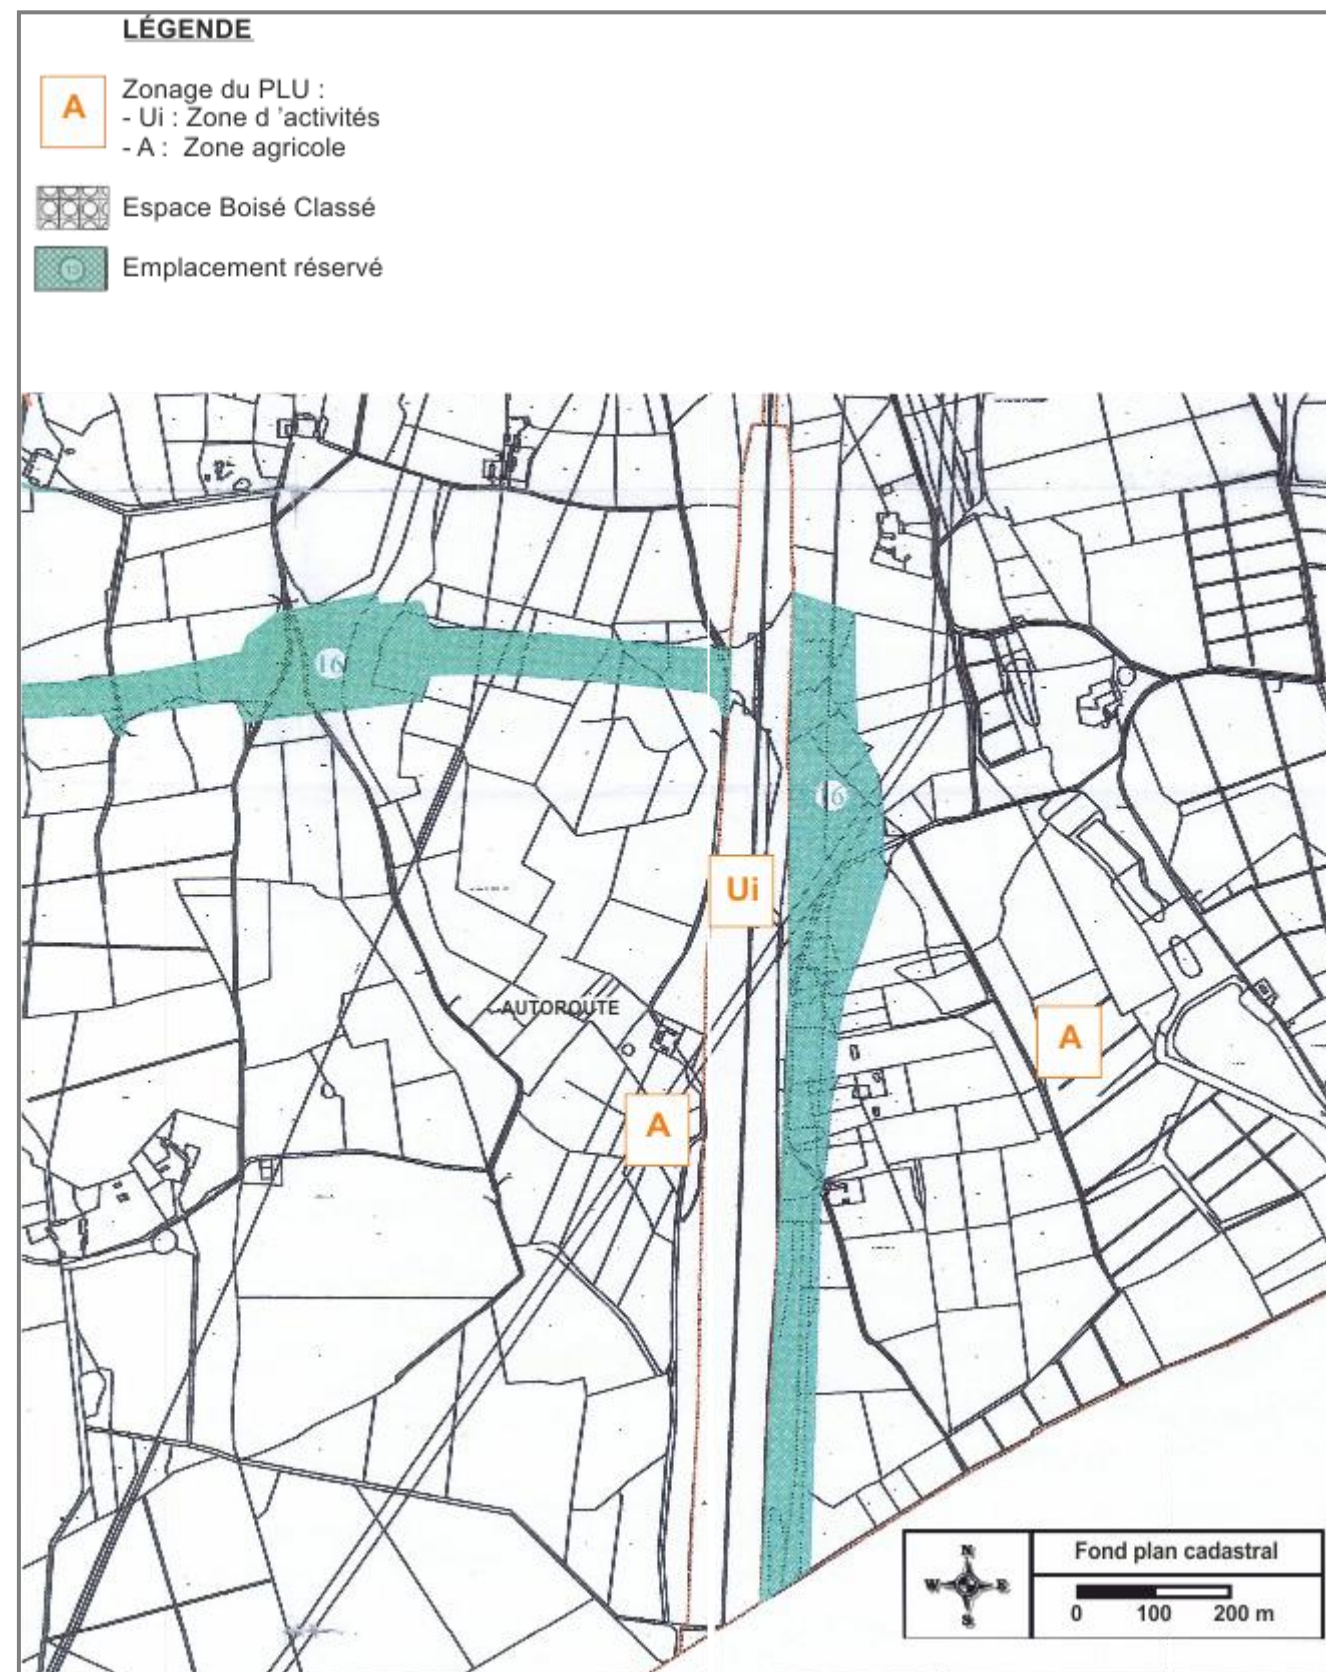 LÉGENDE
A
Zonage du PLU :
- Ui : Zone d 'activités
- A : Zone agricole
Espace Boisé Classé
Emplacement réservé
16
16
Ui
AUTOROUTE
A
A
Fond plan cadastral
N
W E
S
0 100 200 m